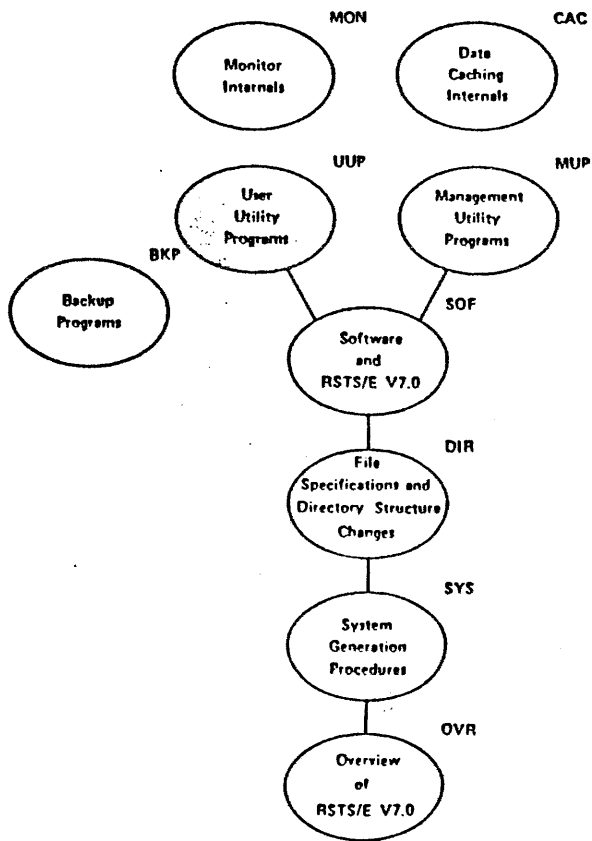 MON
CAC
Monitor
Internals
Data
Caching
Internals
UUP
MUP
User
Utility
Programs
Management
Utility
Programs
BKP
Backup
Programs
SOF
Software
and
RSTS/E V7.0
DIR
File
Specifications and
Directory Structure
Changes
SYS
System
Generation
Procedures
OVR
Overview
of
RSTS/E V7.0